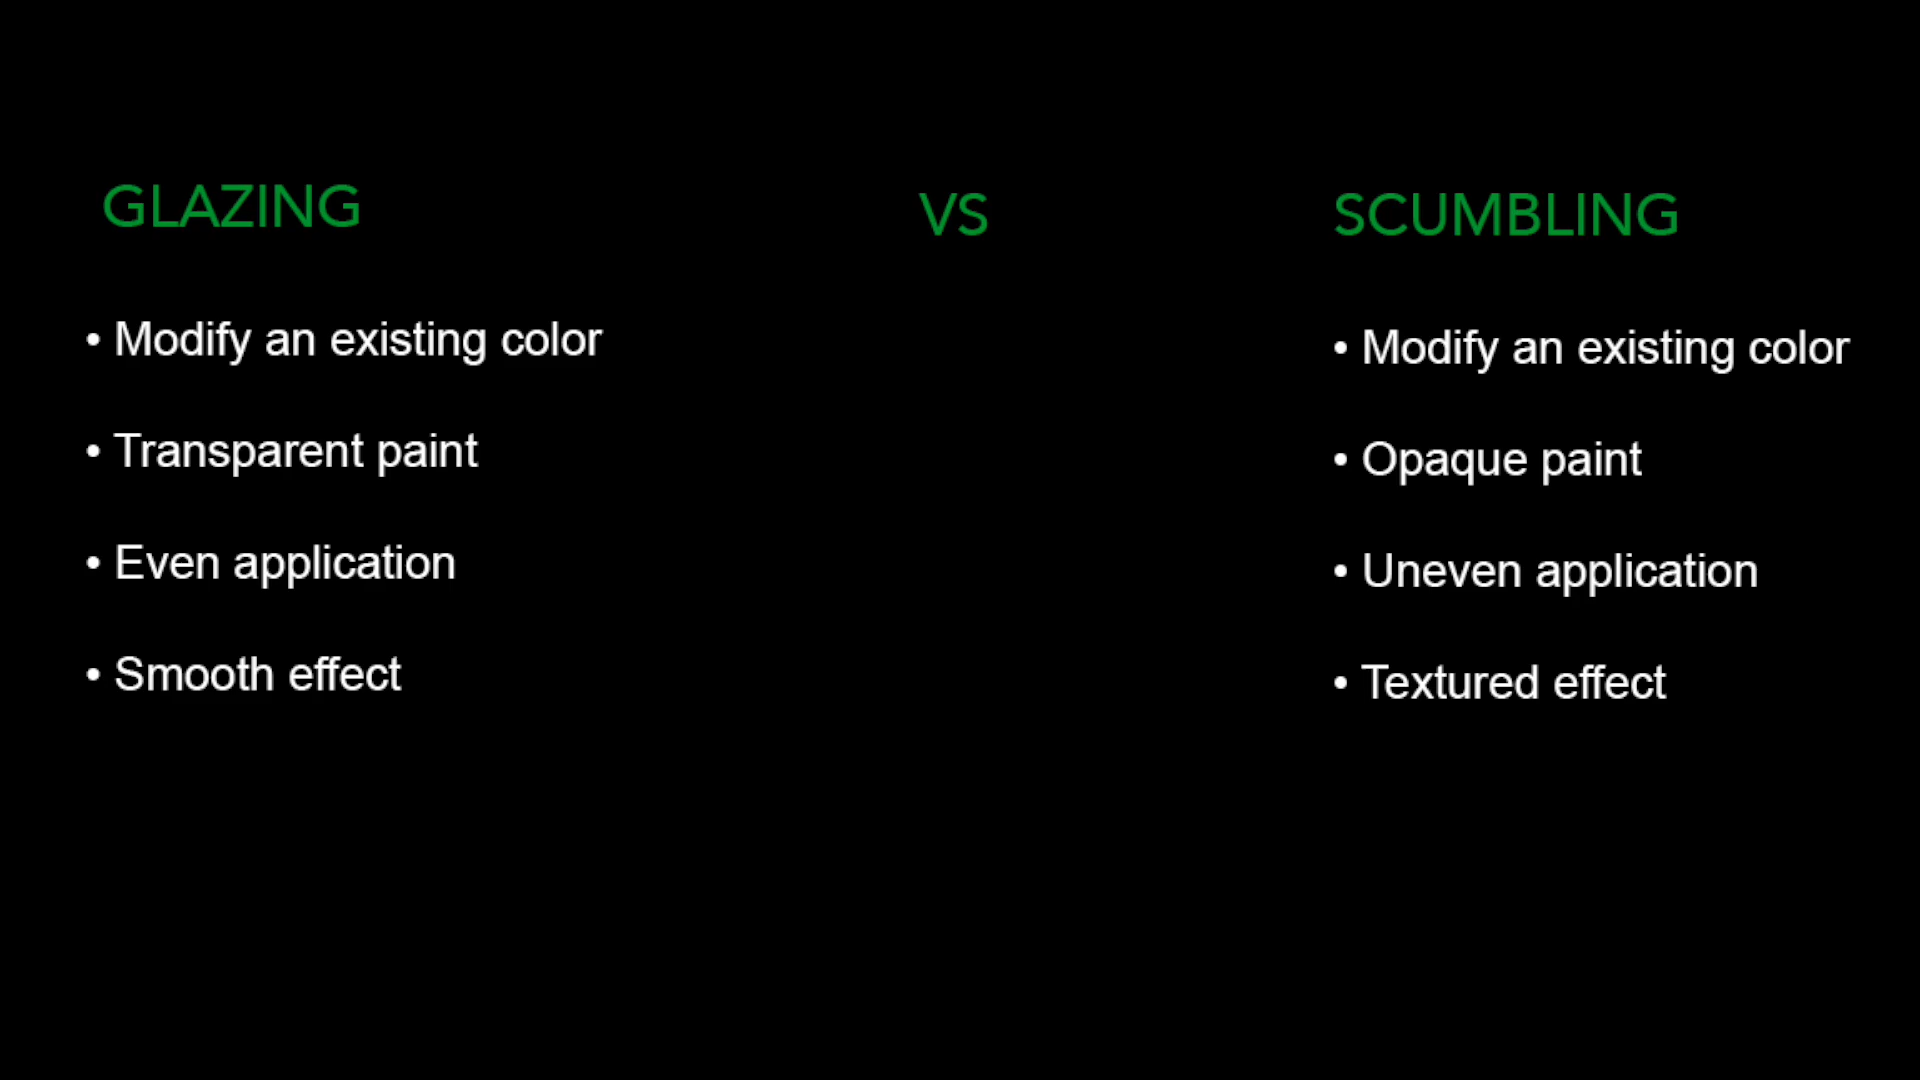 GLAZING
• Modify an existing color
• Transparent paint
• Even application
• Smooth effect
VS
SCUMBLING
• Modify an existing color
• Opaque paint
• Uneven application
• Textured effect